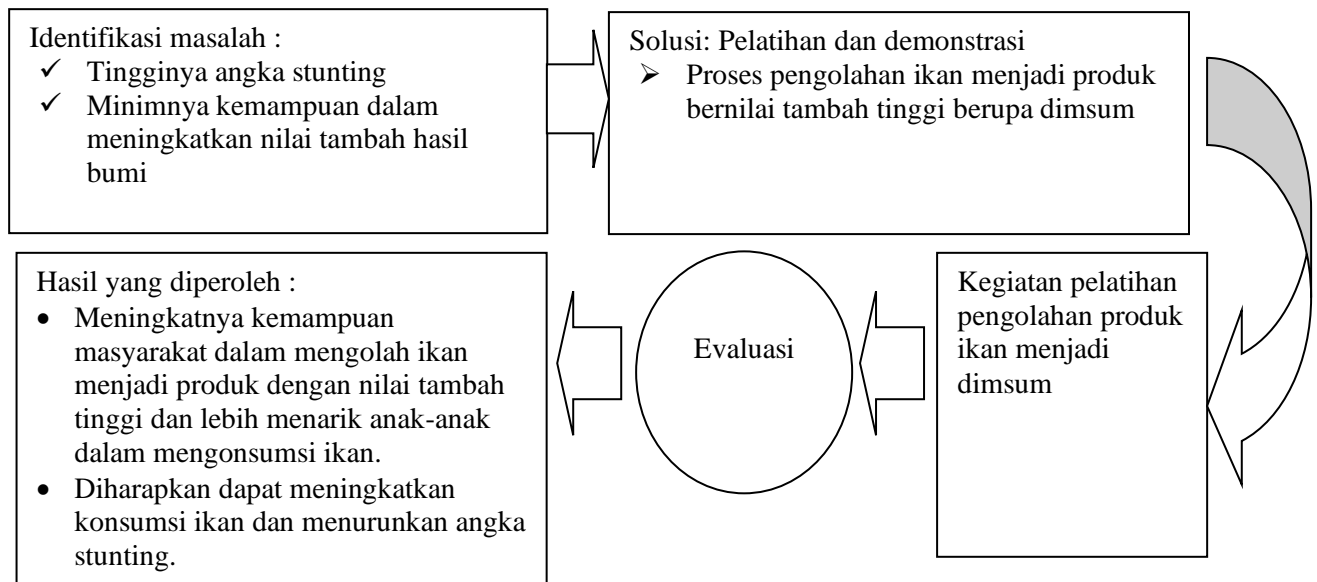 Identifikasi masalah :
✓ Tingginya angka stunting
✓ Minimnya kemampuan dalam
meningkatkan nilai tambah hasil
bumi
Solusi: Pelatihan dan demonstrasi
➢ Proses pengolahan ikan menjadi produk
bernilai tambah tinggi berupa dimsum
Kegiatan pelatihan
pengolahan produk
ikan menjadi
dimsum
Evaluasi
Hasil yang diperoleh :
• Meningkatnya kemampuan
masyarakat dalam mengolah ikan
menjadi produk dengan nilai tambah
tinggi dan lebih menarik anak-anak
dalam mengonsumsi ikan.
• Diharapkan dapat meningkatkan
konsumsi ikan dan menurunkan angka
stunting.